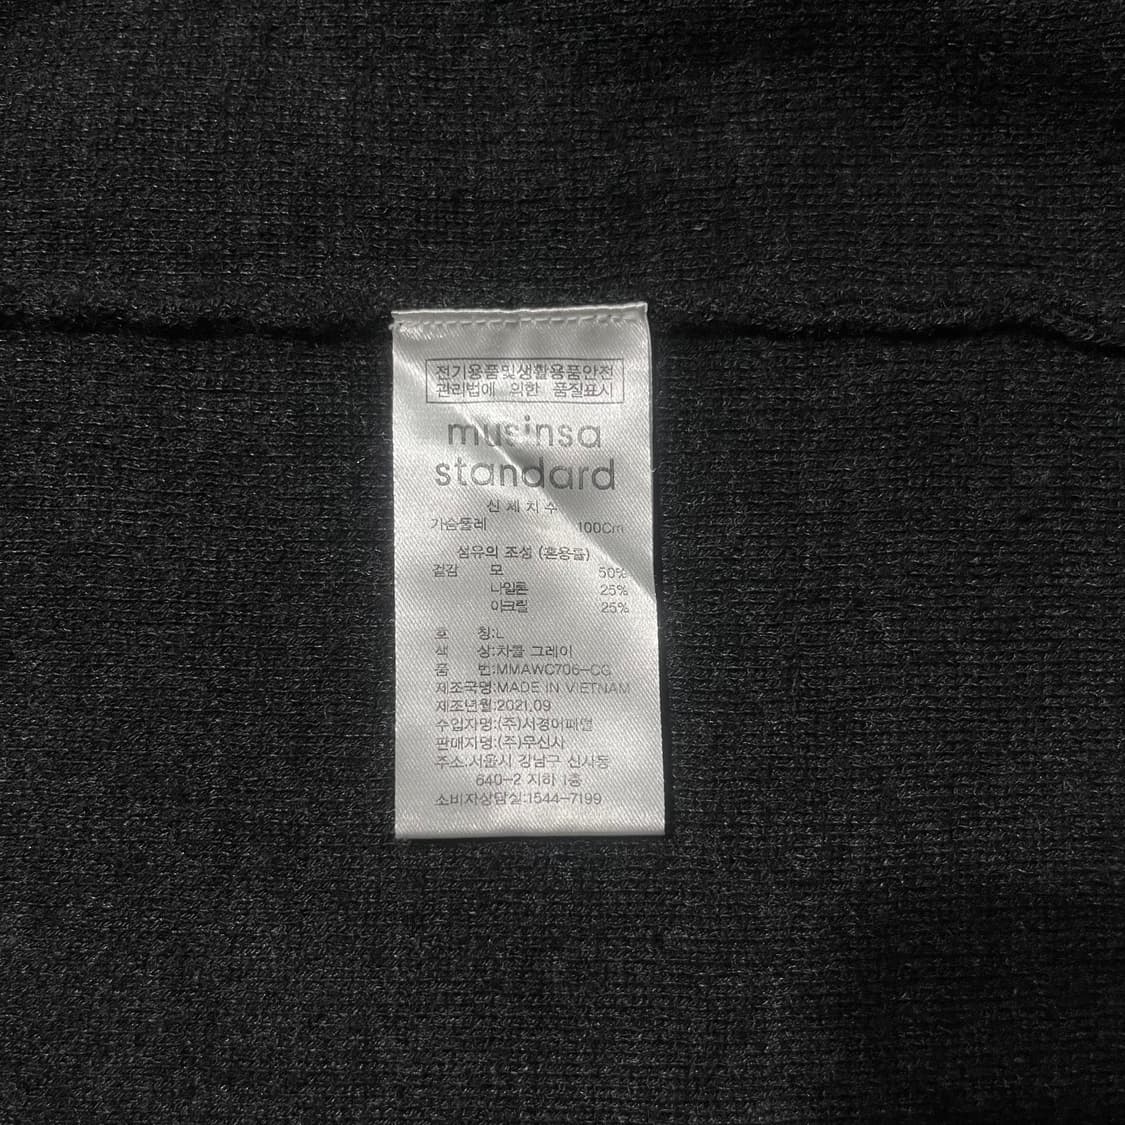 전기용품및생활용품안전
관리법에 의한 품질표시
musinsa
standard
신체치수
가슴둘레 100Cm
섬유의 조성 (혼용률)
겉감 모 50%
나일론 25%
아크릴 25%
호 칭:L
색 상:차콜 그레이
품 번:MMAWC706-CG
제조국명:MADE IN VIETNAM
제조년월:2021.09
수입자명:(주)서경어패럴
판매자명:(주)무신사
주소:서울시 강남구 신사동
640-2 지하 1층
소비자상담실:1544-7199